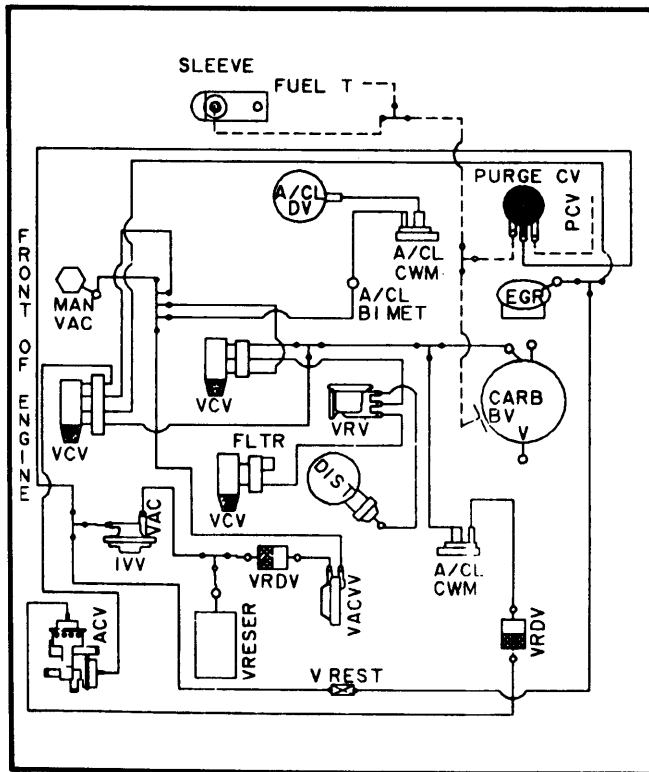 SLEEVE
FUEL T
PURGE CV
PCV
A/CL
DV
A/CL
CWM
A/CL
BIMET
EGR
MAN
VAC
FRONT OF ENGINE
VCV
VCV
VRV
CARB
BV
V
FLTR
VCV
DIST
VAC
IVV
VRDV
VACVV
A/CL
CWM
VRESER
ACV
VRDV
V REST